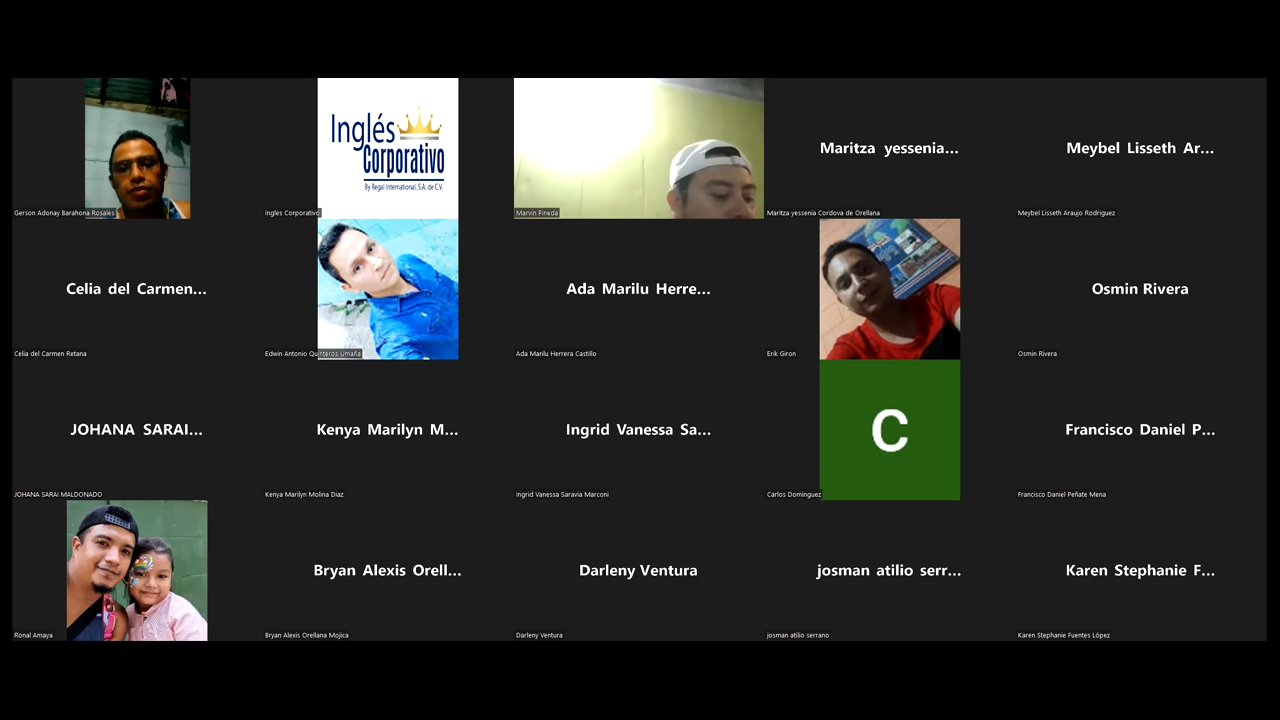 Inglés
Corporativo
By Regal International, S.A. de C.V.
Maritza yessenia...
Meybel Lisseth Ar...
Gerson Adonay Barahona Rosales
Ingles Corporativo
Marvin Pineda
Maritza yessenia Cordova de Orellana
Meybel Lisseth Araujo Rodriguez
Celia del Carmen...
Ada Marilu Herre...
Osmin Rivera
Celia del Carmen Retana
Edwin Antonio Quinteros Umaña
Ada Marilu Herrera Castillo
Erik Giron
Osmin Rivera
JOHANA SARAI...
Kenya Marilyn M...
Ingrid Vanessa Sa...
C
Francisco Daniel P...
JOHANA SARAI MALDONADO
Kenya Marilyn Molina Diaz
Ingrid Vanessa Saravia Marconi
Carlos Dominguez
Francisco Daniel Peñate Mena
Bryan Alexis Orell...
Darleny Ventura
josman atilio serr...
Karen Stephanie F...
Ronal Amaya
Bryan Alexis Orellana Mojica
Darleny Ventura
josman atilio serrano
Karen Stephanie Fuentes López